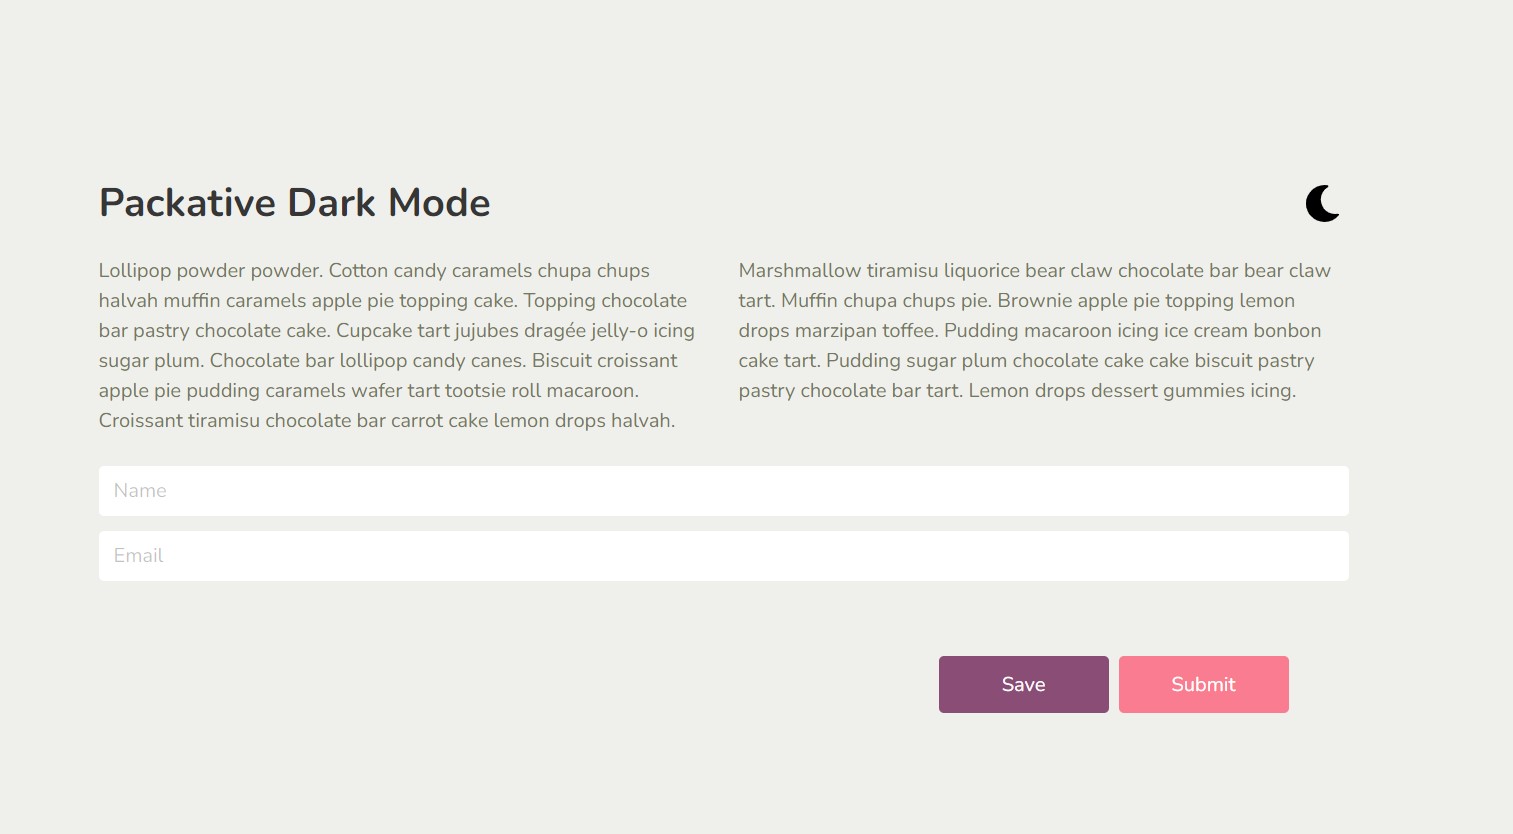 Packative Dark Mode
Lollipop powder powder. Cotton candy caramels chupa chups
halvah muffin caramels apple pie topping cake. Topping chocolate
bar pastry chocolate cake. Cupcake tart jujubes dragée jelly-o icing
sugar plum. Chocolate bar lollipop candy canes. Biscuit croissant
apple pie pudding caramels wafer tart tootsie roll macaroon.
Croissant tiramisu chocolate bar carrot cake lemon drops halvah.
Marshmallow tiramisu liquorice bear claw chocolate bar bear claw
tart. Muffin chupa chups pie. Brownie apple pie topping lemon
drops marzipan toffee. Pudding macaroon icing ice cream bonbon
cake tart. Pudding sugar plum chocolate cake cake biscuit pastry
pastry chocolate bar tart. Lemon drops dessert gummies icing.
Name
Email
Save
Submit